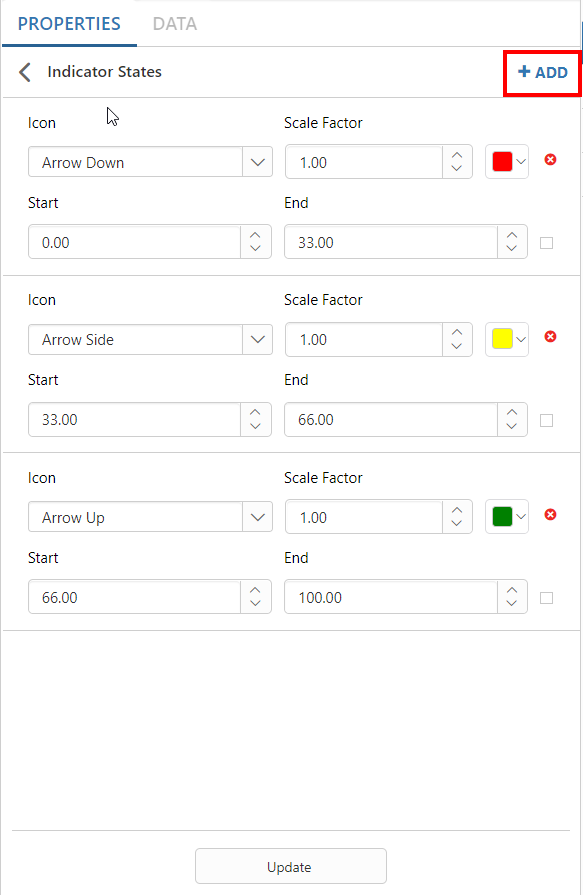 PROPERTIES DATA
Indicator States + ADD
Icon Scale Factor
Arrow Down 1.00
Start End
0.00 33.00
Icon Scale Factor
Arrow Side 1.00
Start End
33.00 66.00
Icon Scale Factor
Arrow Up 1.00
Start End
66.00 100.00
Update